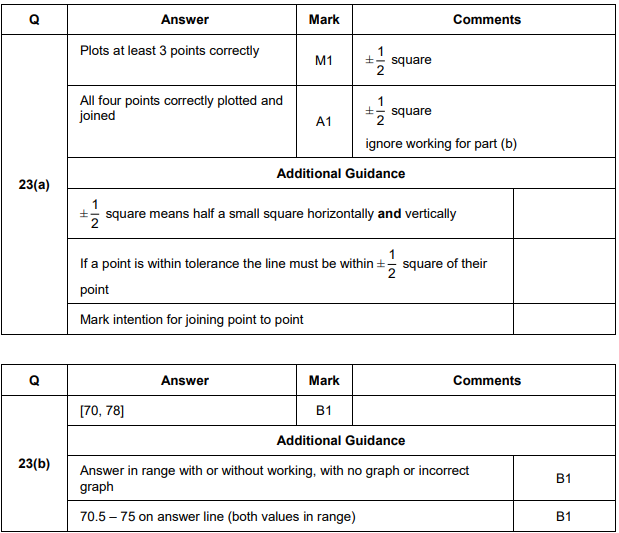 Q Answer Mark Comments
23(a)
Plots at least 3 points correctly M1 ±1/2 square
All four points correctly plotted and
joined
A1
±1/2 square
ignore working for part (b)
Additional Guidance
±1/2 square means half a small square horizontally and vertically
If a point is within tolerance the line must be within ±1/2 square of their
point
Mark intention for joining point to point
Q Answer Mark Comments
23(b)
[70, 78] B1
Additional Guidance
Answer in range with or without working, with no graph or incorrect
graph
B1
70.5 – 75 on answer line (both values in range) B1